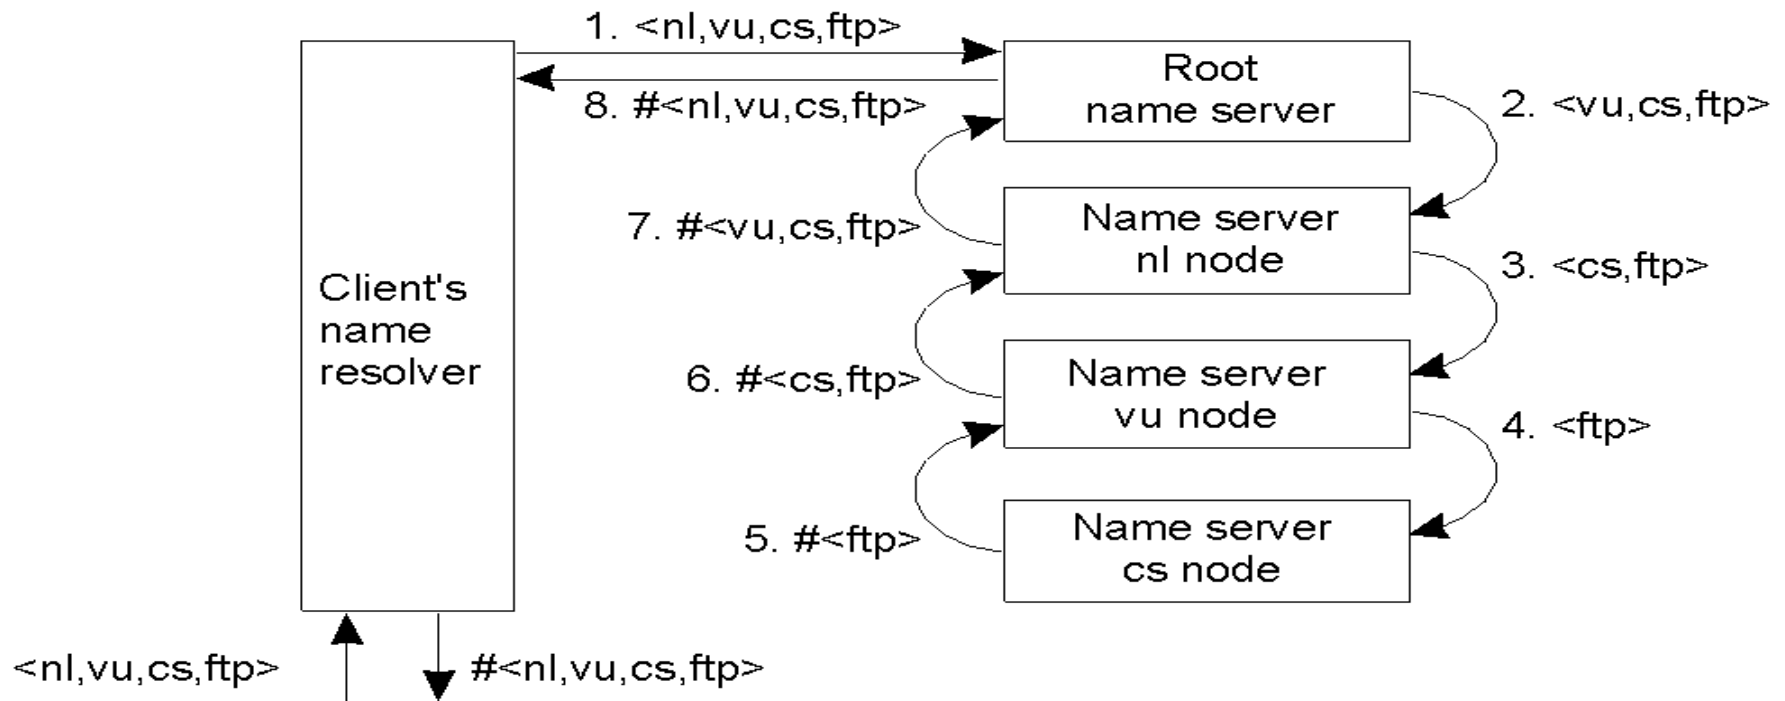 1. <nl,vu,cs,ftp>
Root
name server
8. #<nl,vu,cs,ftp>
2. <vu,cs,ftp>
Name server
nl node
7. #<vu,cs,ftp>
3. <cs,ftp>
Client's
name
resolver
Name server
vu node
6. #<cs,ftp>
4. <ftp>
Name server
cs node
5. #<ftp>
<nl,vu,cs,ftp>
#<nl,vu,cs,ftp>